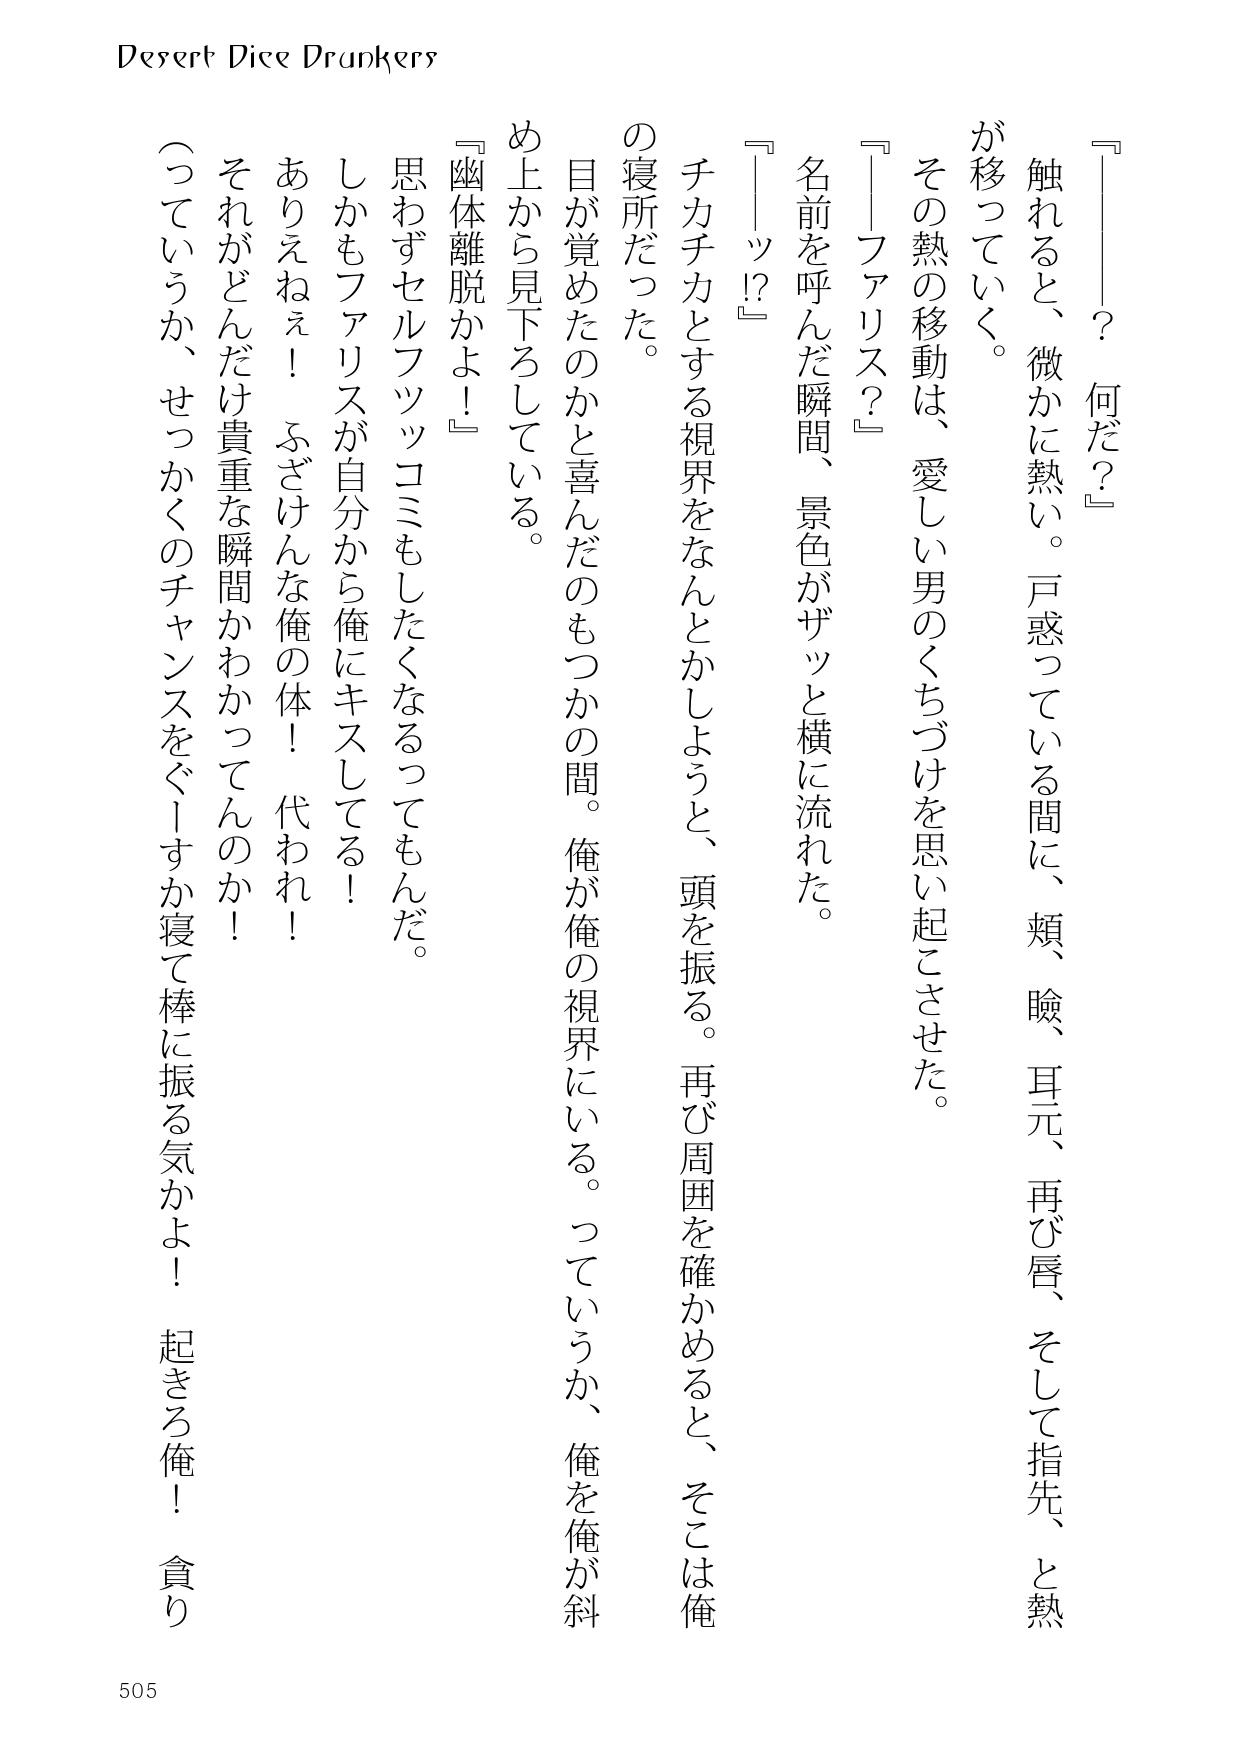 Desert Dice Drunkers
『――――？　何だ？』
　触れると、微かに熱い。戸惑っている間に、頬、瞼、耳元、再び唇、そして指先、と熱
が移っていく。
　その熱の移動は、愛しい男のくちづけを思い起こさせた。
『――ファリス？』
　名前を呼んだ瞬間、景色がザッと横に流れた。
『――ッ!?』
　チカチカとする視界をなんとかしようと、頭を振る。再び周囲を確かめると、そこは俺
の寝所だった。
　目が覚めたのかと喜んだのもつかの間。俺が俺の視界にいる。っていうか、俺を俺が斜
め上から見下ろしている。
『幽体離脱かよ！』
　思わずセルフツッコミもしたくなるってもんだ。
　しかもファリスが自分から俺にキスしてる！
　ありえねぇ！　ふざけんな俺の体！　代われ！
　それがどんだけ貴重な瞬間かわかってんのか！
（っていうか、せっかくのチャンスをぐーすか寝て棒に振る気かよ！　起きろ俺！　貪り
505